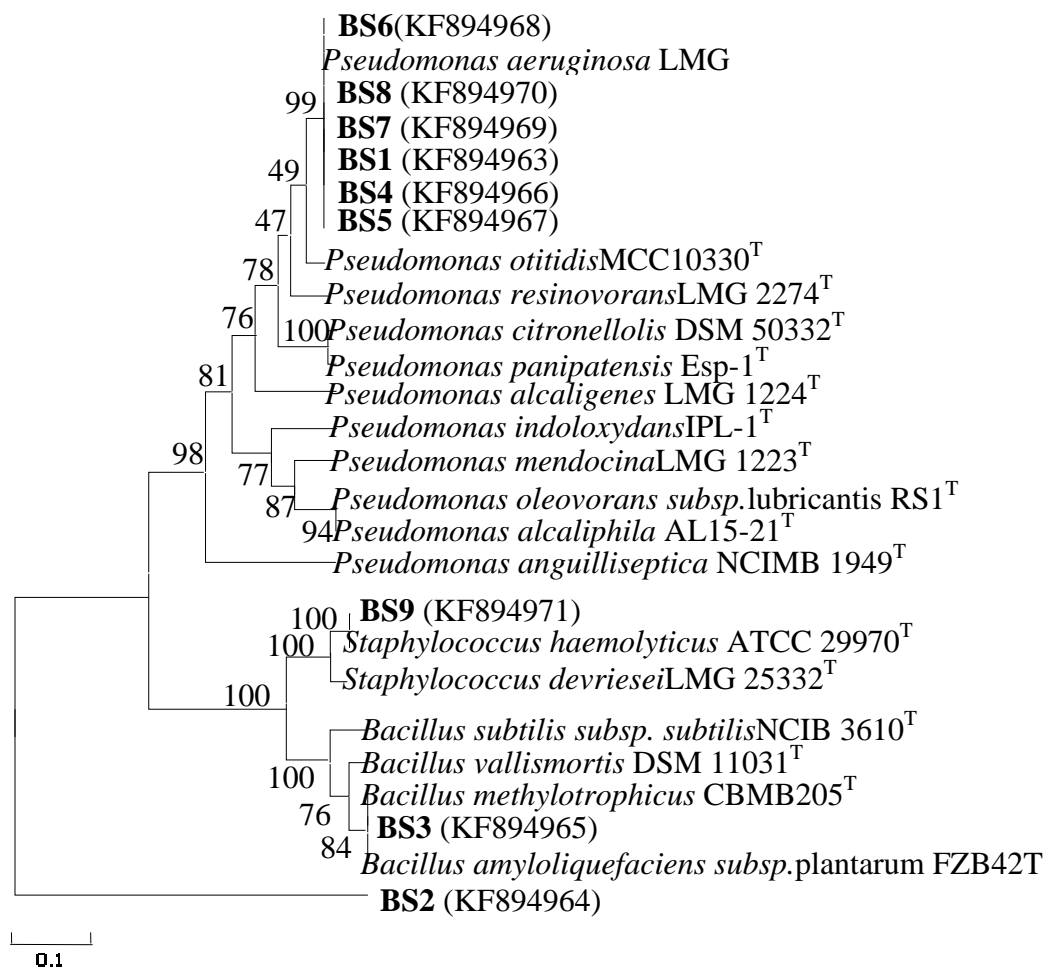 BS6(KF894968)
Pseudomonas aeruginosa LMG
BS8 (KF894970)
99
BS7 (KF894969)
BS1 (KF894963)
49
BS4 (KF894966)
BS5 (KF894967)
47
Pseudomonas otitidisMCC10330T
78
Pseudomonas resinovoransLMG 2274T
76
100
Pseudomonas citronellolis DSM 50332T
Pseudomonas panipatensis Esp-1T
81
Pseudomonas alcaligenes LMG 1224T
Pseudomonas indoloxydansIPL-1T
98
Pseudomonas mendocinaLMG 1223T
77
Pseudomonas oleovorans subsp.lubricantis RS1T
87
94
Pseudomonas alcaliphila AL15-21T
Pseudomonas anguilliseptica NCIMB 1949T
BS9 (KF894971)
100
Staphylococcus haemolyticus ATCC 29970T
100
Staphylococcus devrieseiLMG 25332T
100
Bacillus subtilis subsp. subtilisNCIB 3610T
Bacillus vallismortis DSM 11031T
100
Bacillus methylotrophicus CBMB205T
76
BS3 (KF894965)
84
Bacillus amyloliquefaciens subsp.plantarum FZB42T
BS2 (KF894964)
0.1